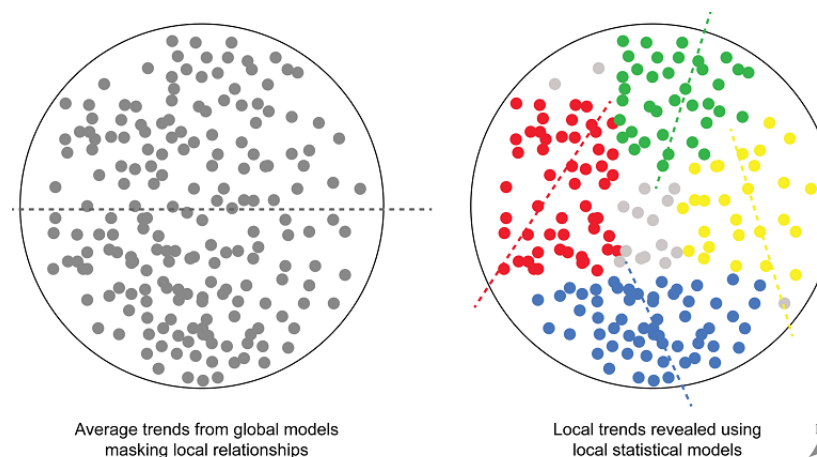 Average trends from global models
masking local relationships
Local trends revealed using
local statistical models